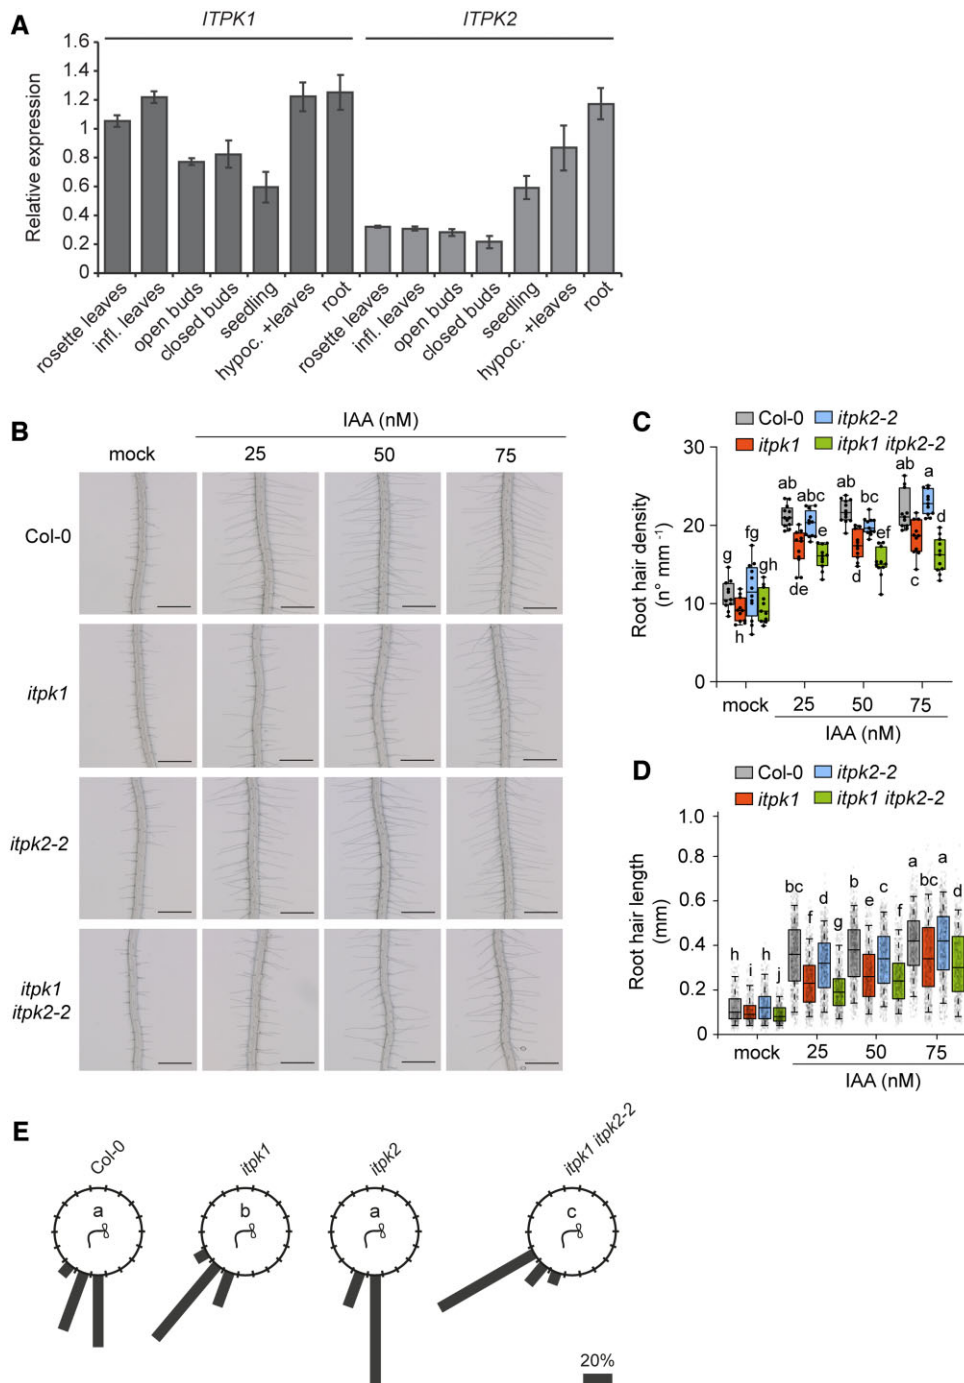 A
ITPK1
ITPK2
Relative expression
1.6
1.4
1.2
1.0
0.8
0.6
0.4
0.2
0
rosette leaves
infl. leaves
open buds
closed buds
seedling
hypoc. +leaves
root
rosette leaves
infl. leaves
open buds
closed buds
seedling
hypoc. +leaves
root
B
IAA (nM)
mock
25
50
75
Col-0
itpk1
itpk2-2
itpk1
itpk2-2
C
Col-0
itpk2-2
itpk1
itpk1 itpk2-2
Root hair density
(n° mm -1)
30
20
10
0
g
h
fg
gh
ab
de
abc
e
ab
d
bc
ef
ab
c
a
d
mock
25
50
75
IAA (nM)
D
Col-0
itpk2-2
itpk1
itpk1 itpk2-2
Root hair length
(mm)
1.0
0.8
0.6
0.4
0.2
0
h
i
h
j
bc
f
d
g
b
e
c
f
a
bc
a
d
mock
25
50
75
IAA (nM)
E
Col-0
itpk1
itpk2
itpk1 itpk2-2
a
b
a
c
20%